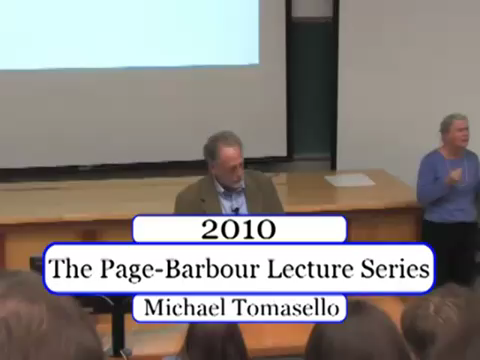 2010
The Page-Barbour Lecture Series
Michael Tomasello